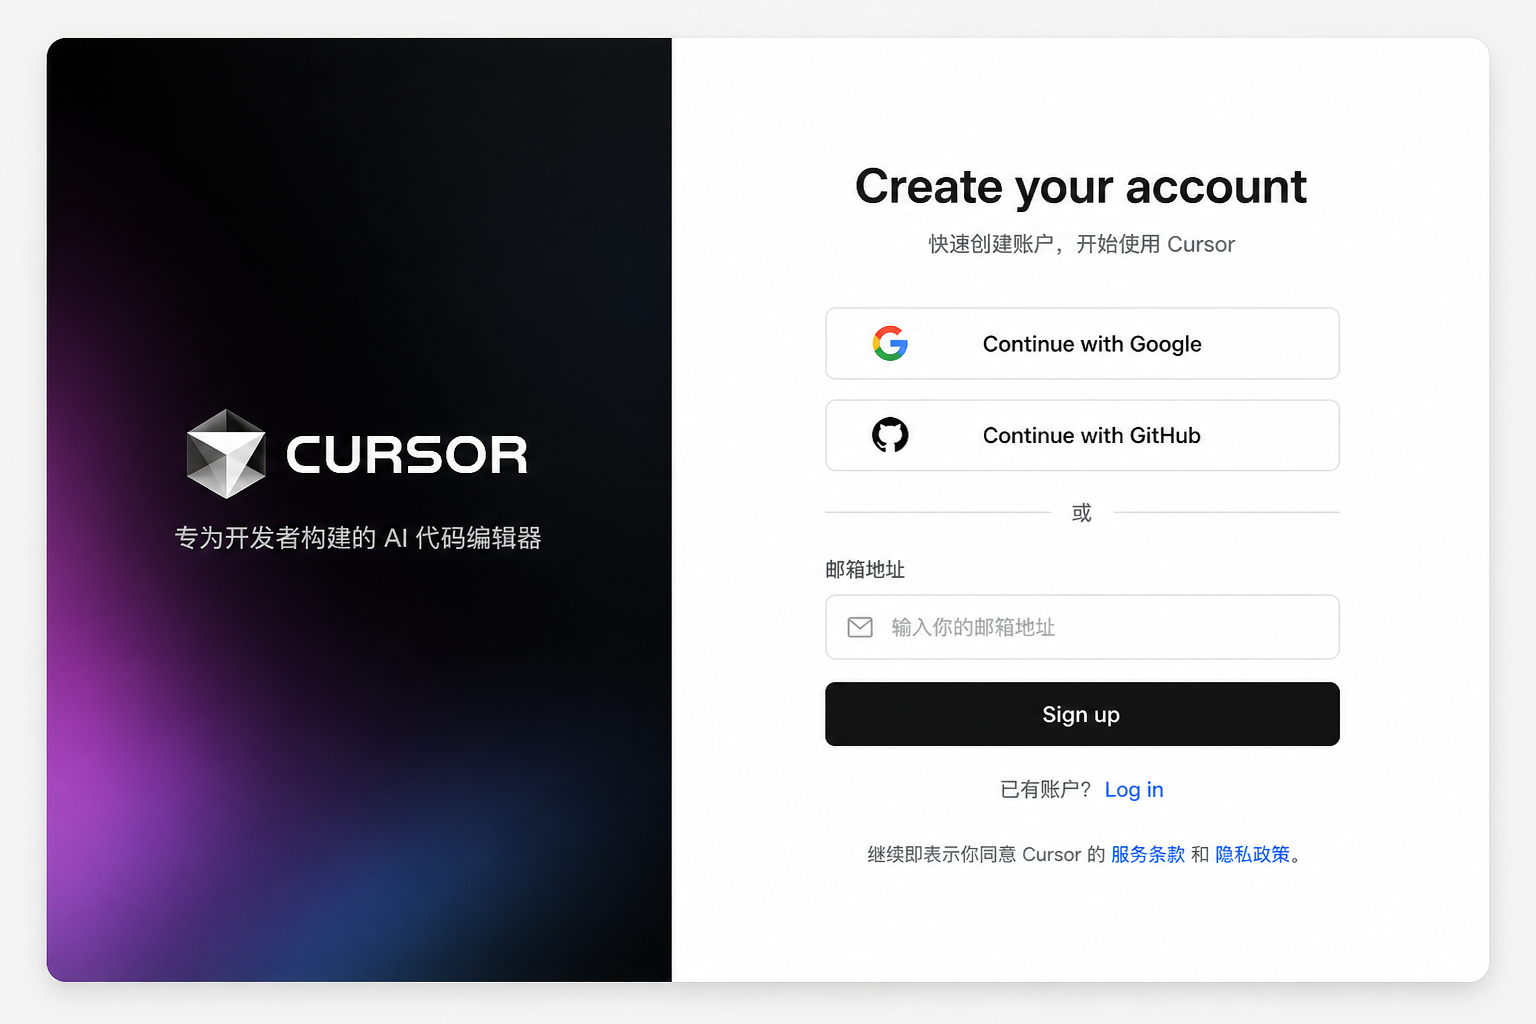 CURSOR
专为开发者构建的 AI 代码编辑器
Create your account
快速创建账户，开始使用 Cursor
Continue with Google
Continue with GitHub
或
邮箱地址
输入你的邮箱地址
Sign up
已有账户？ Log in
继续即表示你同意 Cursor 的 服务条款 和 隐私政策。